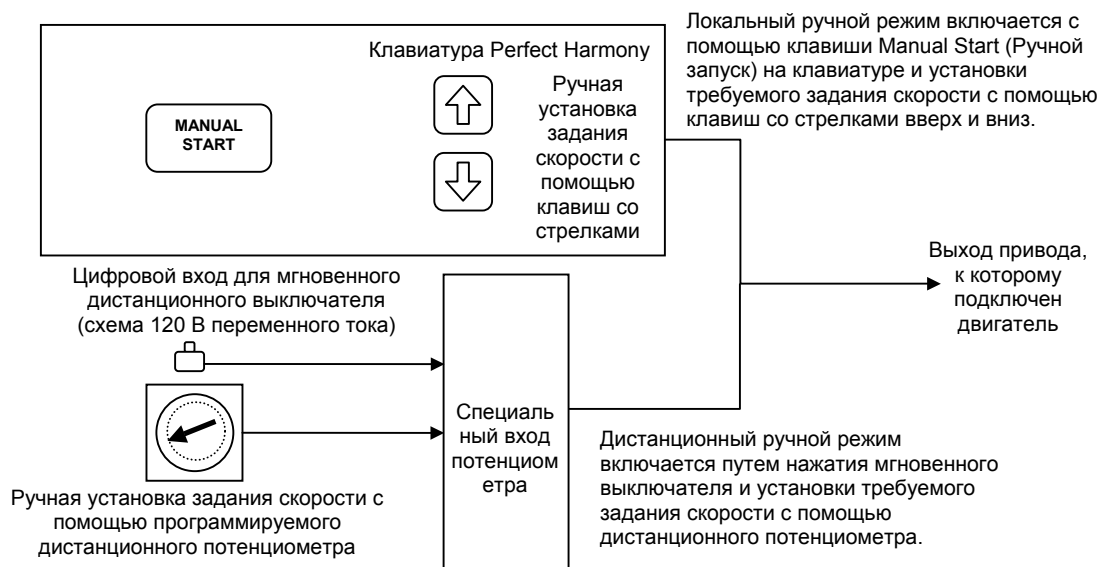 Клавиатура Perfect Harmony
MANUAL
START
Ручная
установка
задания
скорости с
помощью
клавиш со
стрелками
Локальный ручной режим включается с
помощью клавиши Manual Start (Ручной
запуск) на клавиатуре и установки
требуемого задания скорости с помощью
клавиш со стрелками вверх и вниз.
Цифровой вход для мгновенного
дистанционного выключателя
(схема 120 В переменного тока)
Выход привода,
к которому
подключен
двигатель
Специаль
ный вход
потенциом
етра
Ручная установка задания скорости с
помощью программируемого
дистанционного потенциометра
Дистанционный ручной режим
включается путем нажатия мгновенного
выключателя и установки требуемого
задания скорости с помощью
дистанционного потенциометра.